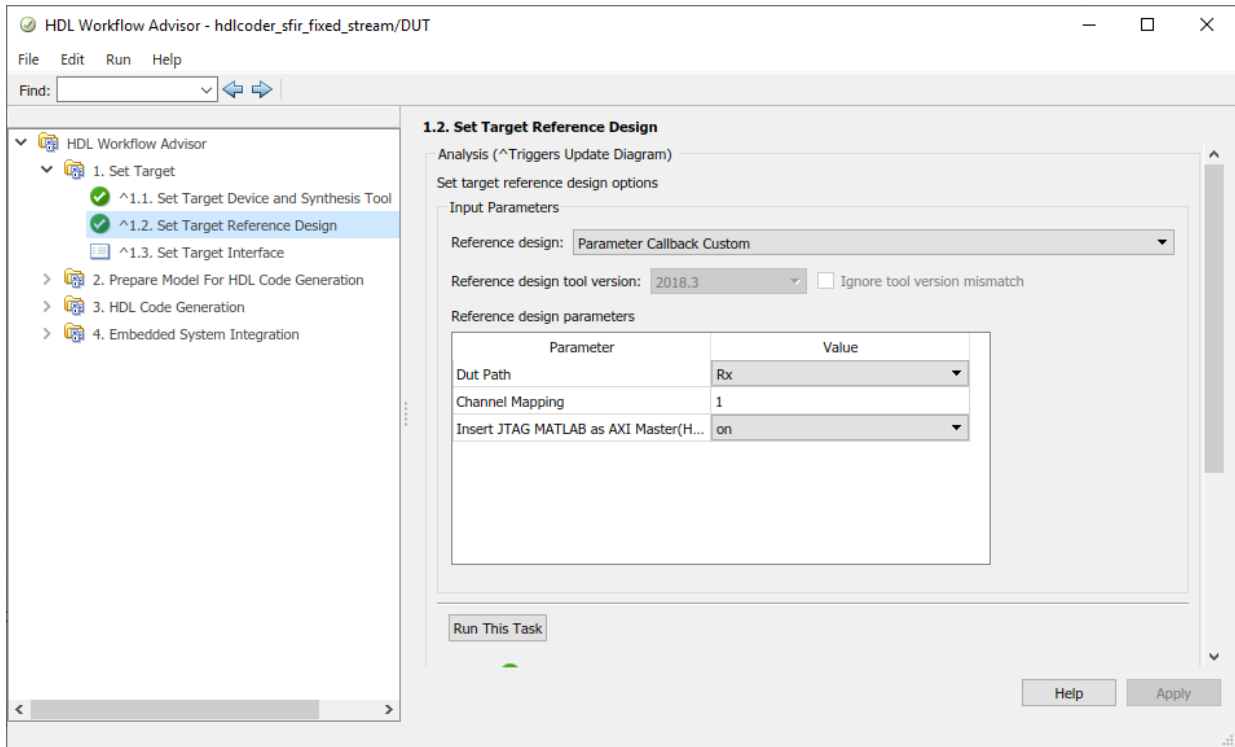 HDL Workflow Advisor - hdlcoder_sfir_fixed_stream/DUT
File Edit Run Help
Find:
HDL Workflow Advisor
1. Set Target
^1.1. Set Target Device and Synthesis Tool
^1.2. Set Target Reference Design
^1.3. Set Target Interface
2. Prepare Model For HDL Code Generation
3. HDL Code Generation
4. Embedded System Integration
1.2. Set Target Reference Design
Analysis (^Triggers Update Diagram)
Set target reference design options
Input Parameters
Reference design: Parameter Callback Custom
Reference design tool version: 2018.3 Ignore tool version mismatch
Reference design parameters
Parameter Value
Dut Path Rx
Channel Mapping 1
Insert JTAG MATLAB as AXI Master(H... on
Run This Task
Help Apply